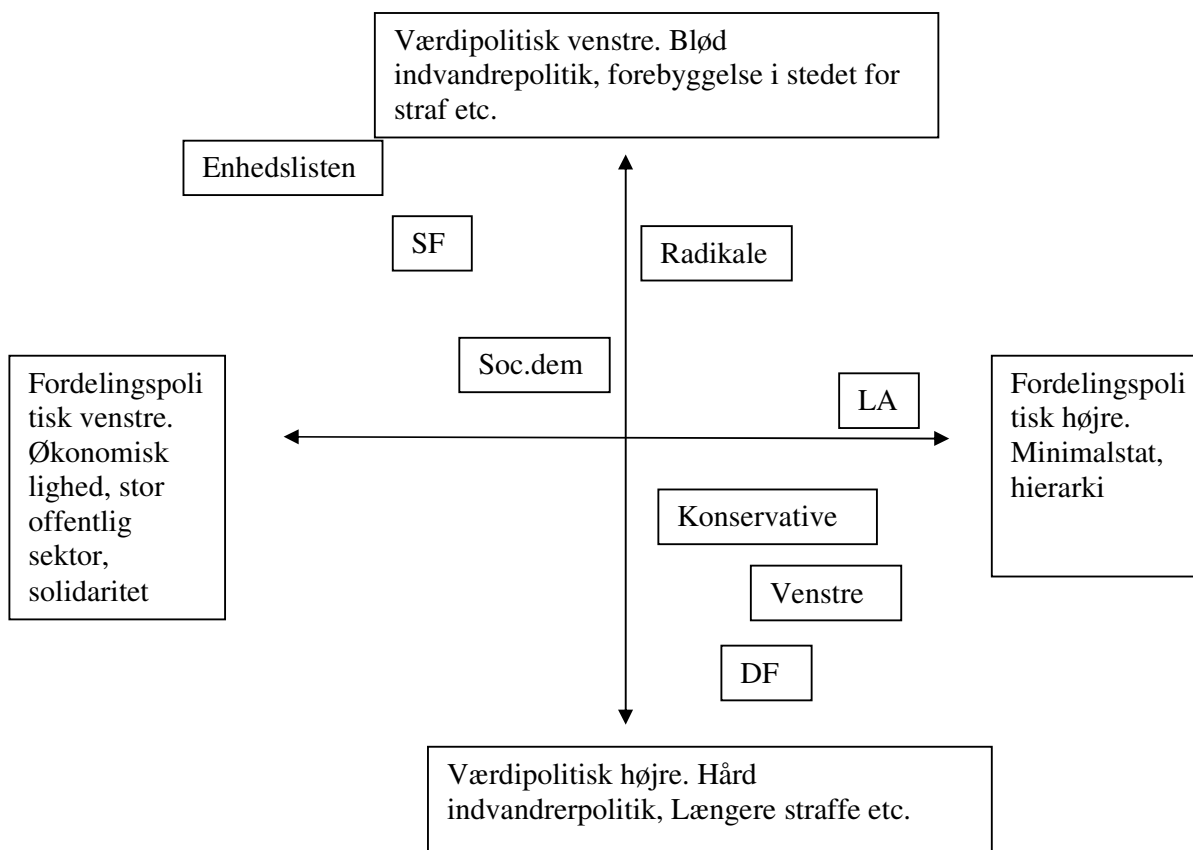 Værdipolitisk venstre. Blød
indvandrepolitik, forebyggelse i stedet for
straf etc.
Enhedslisten
SF
Radikale
Soc.dem
Fordelingspoli
tisk venstre.
Økonomisk
lighed, stor
offentlig
sektor,
solidaritet
LA
Fordelingspoli
tisk højre.
Minimalstat,
hierarki
Konservative
Venstre
DF
Værdipolitisk højre. Hård
indvandrerpolitik, Længere straffe etc.